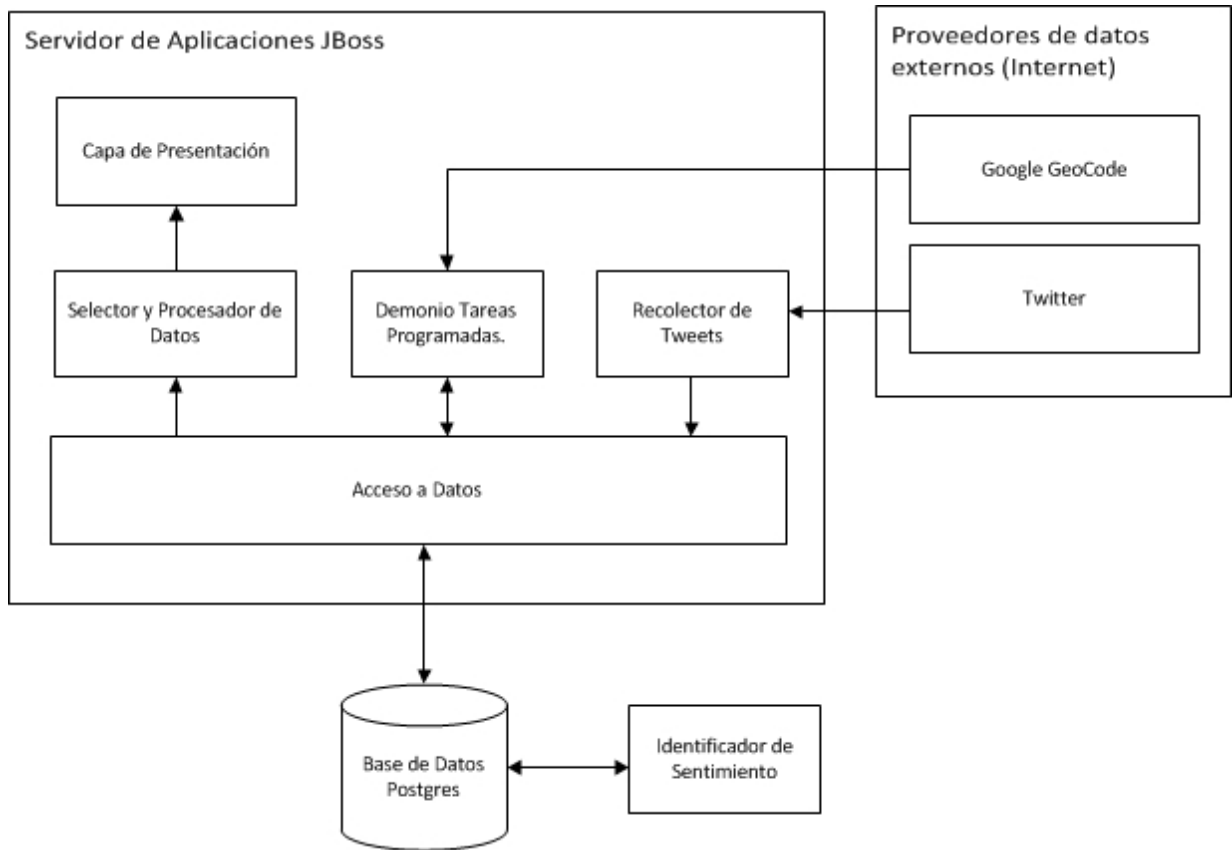 Servidor de Aplicaciones JBoss
Proveedores de datos
externos (Internet)
Capa de Presentación
Google GeoCode
Selector y Procesador de
Datos
Demonio Tareas
Programadas.
Recolector de
Tweets
Twitter
Acceso a Datos
Base de Datos
Postgres
Identificador de
Sentimiento